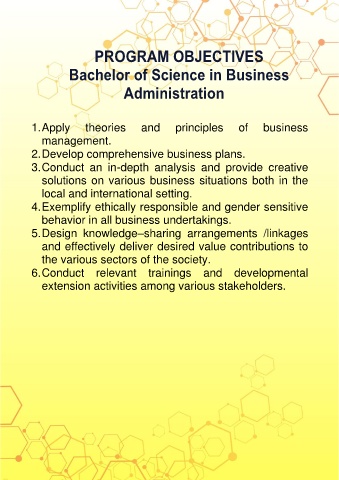 PROGRAM OBJECTIVES
Bachelor of Science in Business
Administration
1.Apply theories and principles of business
management.
2.Develop comprehensive business plans.
3.Conduct an in-depth analysis and provide creative
solutions on various business situations both in the
local and international setting.
4.Exemplify ethically responsible and gender sensitive
behavior in all business undertakings.
5.Design knowledge–sharing arrangements /linkages
and effectively deliver desired value contributions to
the various sectors of the society.
6.Conduct relevant trainings and developmental
extension activities among various stakeholders.